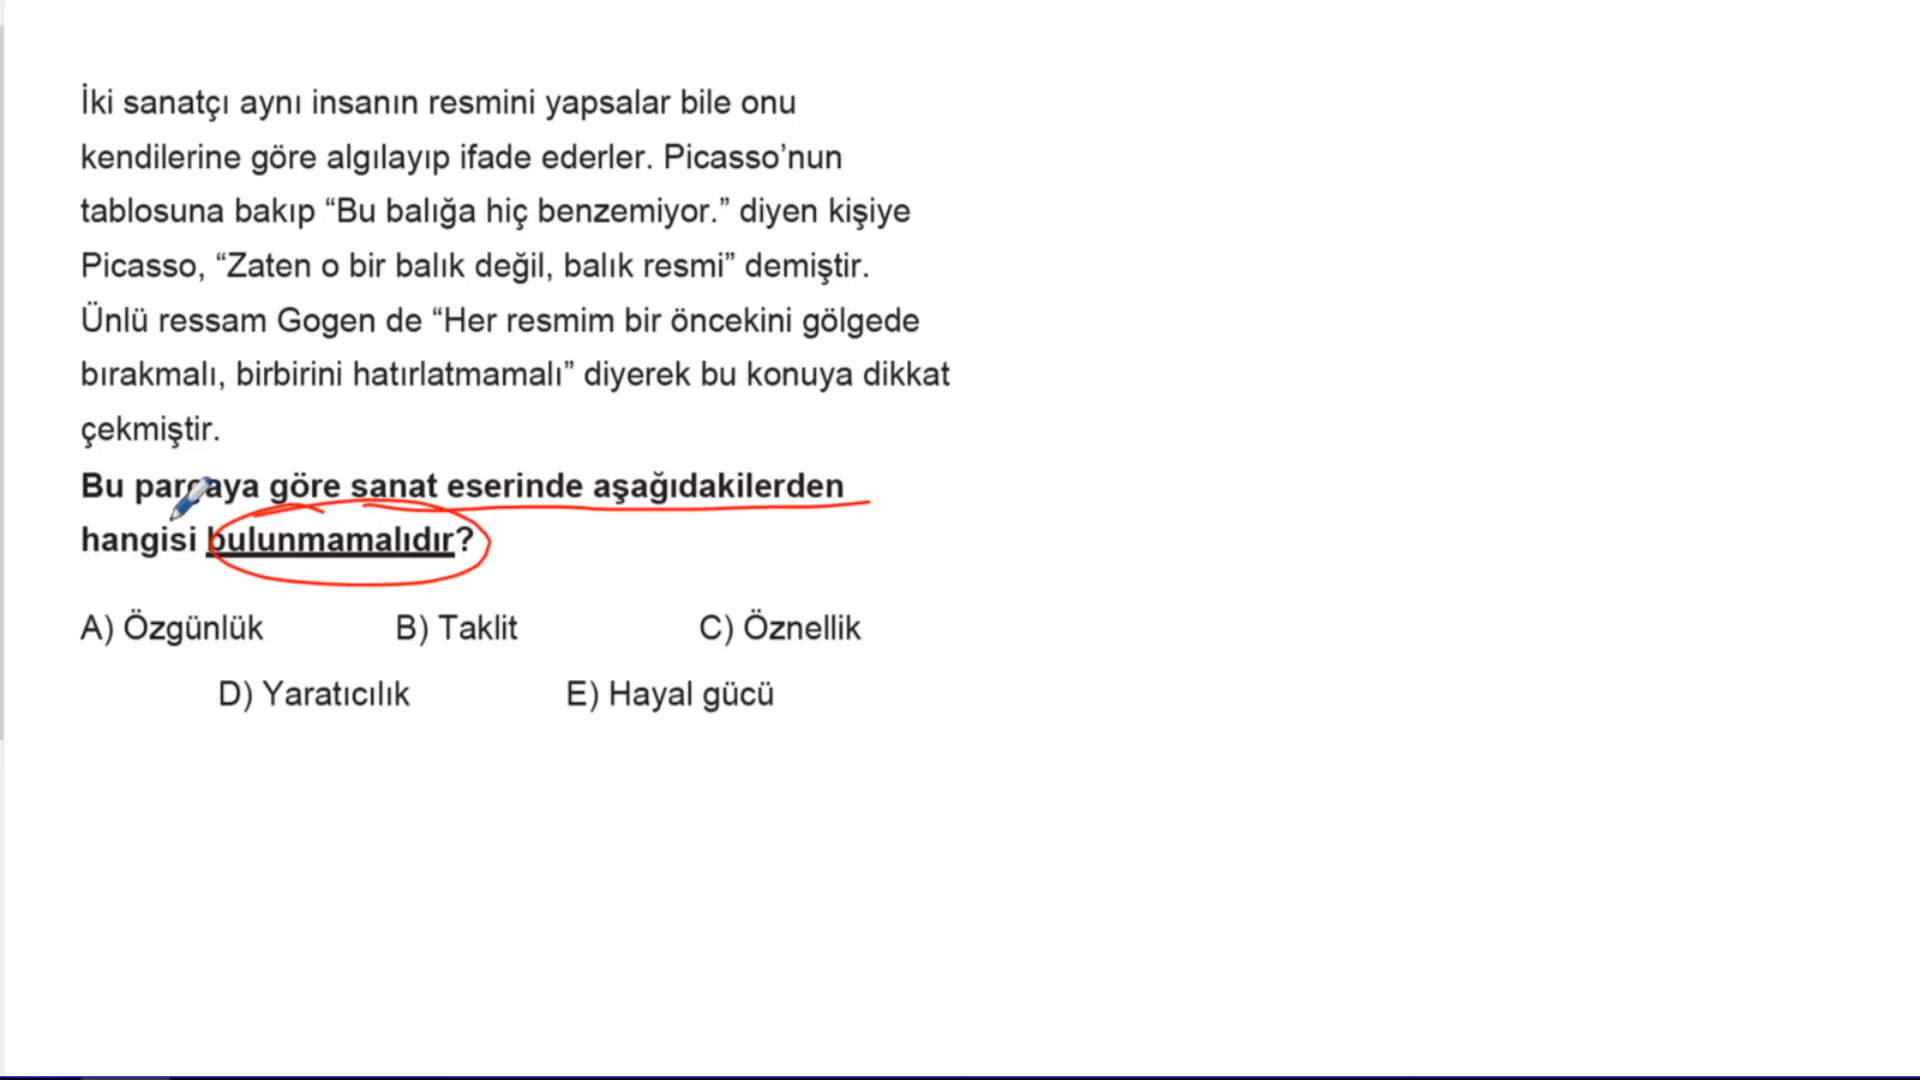 İki sanatçı aynı insanın resmini yapsalar bile onu
kendilerine göre algılayıp ifade ederler. Picasso’nun
tablosuna bakıp “Bu balığa hiç benzemiyor.” diyen kişiye
Picasso, “Zaten o bir balık değil, balık resmi” demiştir.
Ünlü ressam Gogen de “Her resmim bir öncekini gölgede
bırakmalı, birbirini hatırlatmamalı” diyerek bu konuya dikkat
çekmiştir.
Bu parçaya göre sanat eserinde aşağıdakilerden
hangisi bulunmamalıdır?
A) Özgünlük B) Taklit C) Öznellik
D) Yaratıcılık E) Hayal gücü